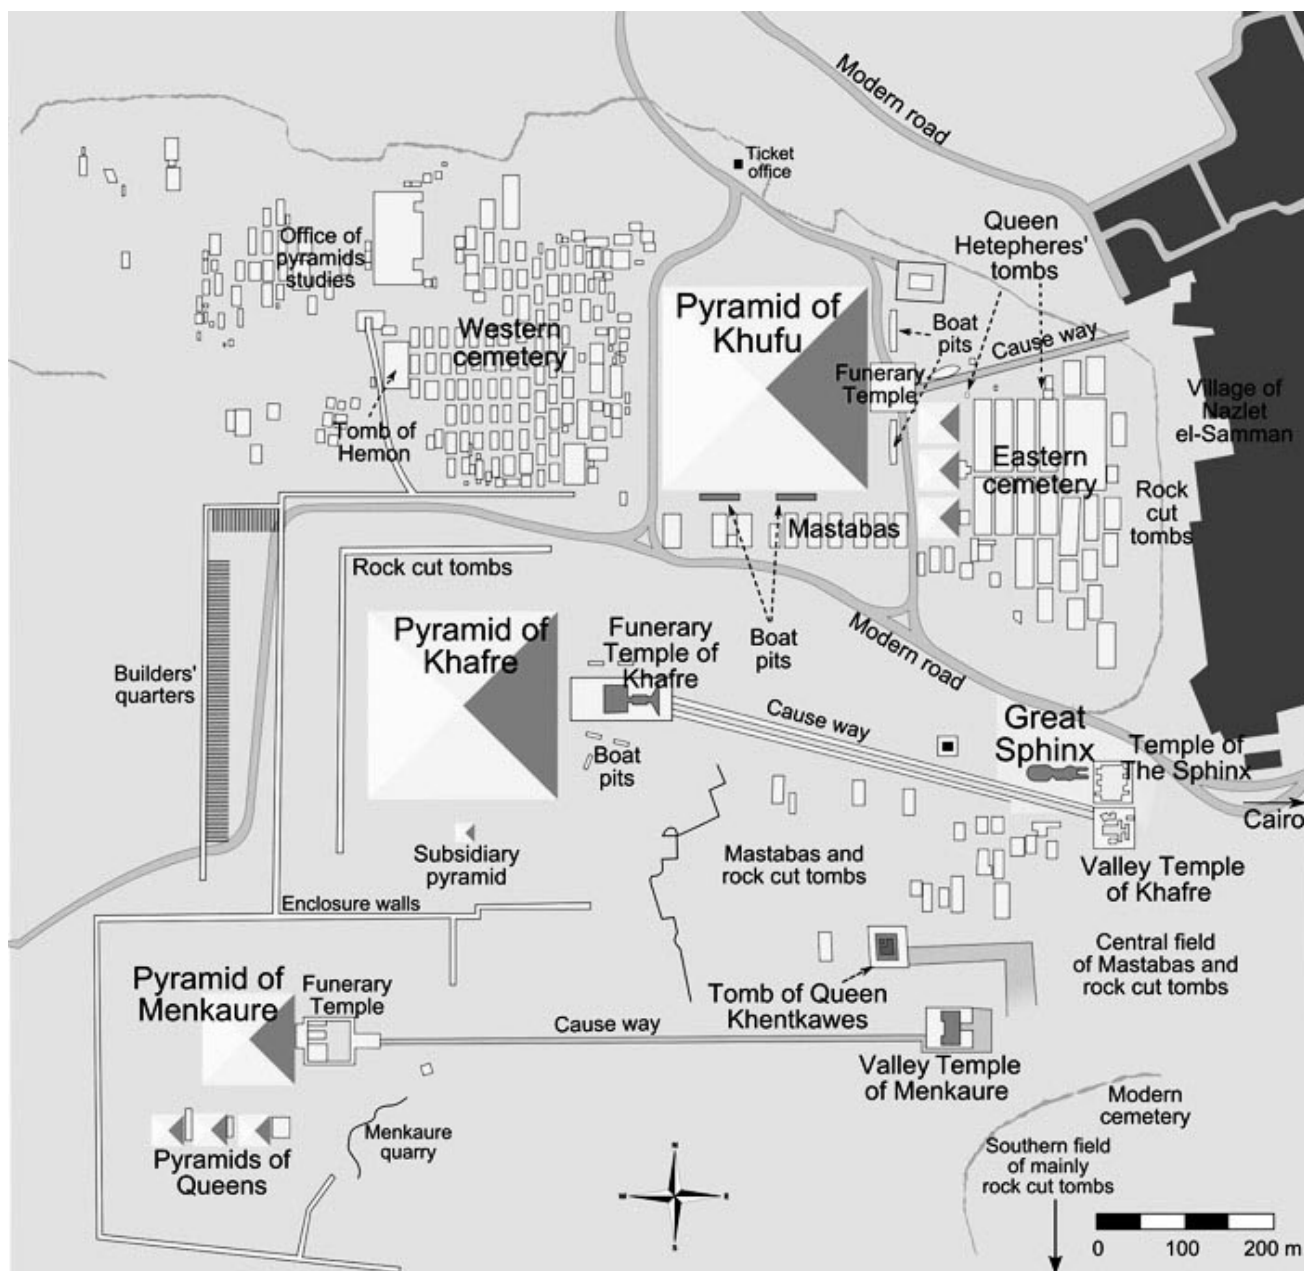 Modern road
Ticket
office
Queen
Hetepheres'
tombs
Office of
pyramids
studies
Pyramid of
Khufu
Boat
pits
Cause way
Western
cemetery
Funerary
Temple
Village of
Nazlet
el-Samman
Tomb of
Hemon
Eastern
cemetery
Rock
cut
tombs
Mastabas
Rock cut tombs
Boat
pits
Modern road
Pyramid of
Khafre
Funerary
Temple of
Khafre
Builders'
quarters
Cause way
Great
Sphinx
Temple of
The Sphinx
Boat
pits
Cairo
Subsidiary
pyramid
Mastabas and
rock cut tombs
Valley Temple
of Khafre
Enclosure walls
Central field
of Mastabas and
rock cut tombs
Pyramid of
Menkaure
Funerary
Temple
Tomb of Queen
Khentkawes
Cause way
Valley Temple
of Menkaure
Modern
cemetery
Menkaure
quarry
Pyramids of
Queens
Southern field
of mainly
rock cut tombs
N
W E
S
0 100 200 m